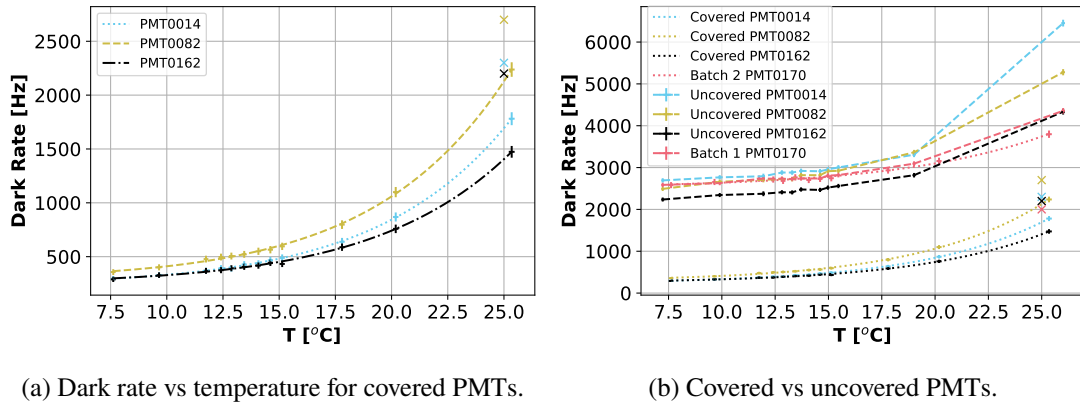 PMT0014
PMT0082
PMT0162
2500
2000
1500
1000
500
Dark Rate [Hz]
7.5 10.0 12.5 15.0 17.5 20.0 22.5 25.0
T [°C]
(a) Dark rate vs temperature for covered PMTs.
Covered PMT0014
Covered PMT0082
Covered PMT0162
Batch 2 PMT0170
Uncovered PMT0014
Uncovered PMT0082
Uncovered PMT0162
Batch 1 PMT0170
6000
5000
4000
3000
2000
1000
0
Dark Rate [Hz]
7.5 10.0 12.5 15.0 17.5 20.0 22.5 25.0
T [°C]
(b) Covered vs uncovered PMTs.